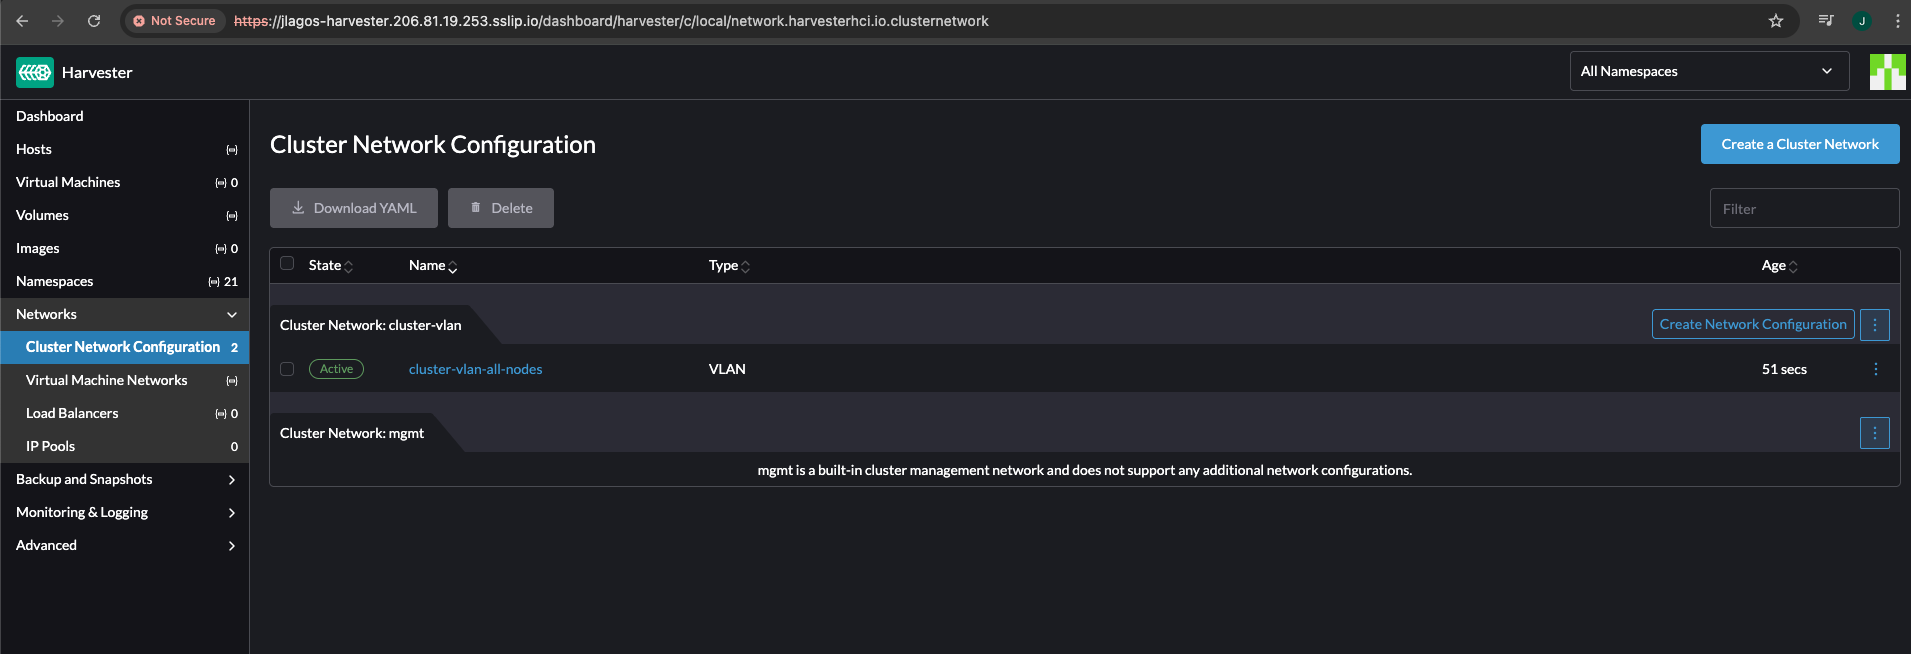 Not Secure https://jlagos-harvester.206.81.19.253.sslip.io/dashboard/harvester/c/local/network.harvesterhci.io.clusternetwork J
Harvester
All Namespaces
Dashboard
Hosts
Virtual Machines 0
Volumes
Images 0
Namespaces 21
Networks
Cluster Network Configuration 2
Virtual Machine Networks
Load Balancers 0
IP Pools 0
Backup and Snapshots
Monitoring & Logging
Advanced
Cluster Network Configuration
Create a Cluster Network
Download YAML Delete
Filter
State Name Type Age
Cluster Network: cluster-vlan Create Network Configuration
Active cluster-vlan-all-nodes VLAN 51 secs
Cluster Network: mgmt
mgmt is a built-in cluster management network and does not support any additional network configurations.